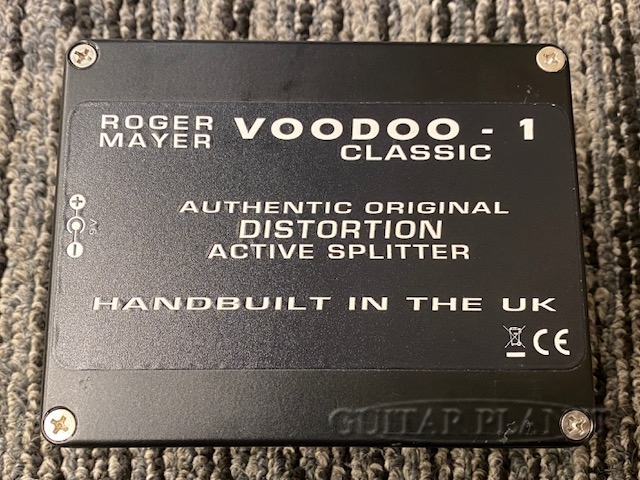 ROGER MAYER VOODOO - 1
CLASSIC
AUTHENTIC ORIGINAL
DISTORTION
ACTIVE SPLITTER
+
9V
-
HANDBUILT IN THE UK
CE
GUITAR PLANET